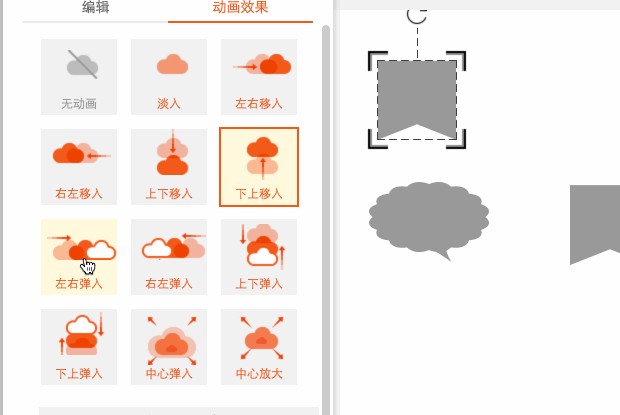 编辑 动画效果
无动画 淡入 左右移入
右左移入 上下移入 下上移入
左右弹入 右左弹入 上下弹入
下上弹入 中心弹入 中心放大